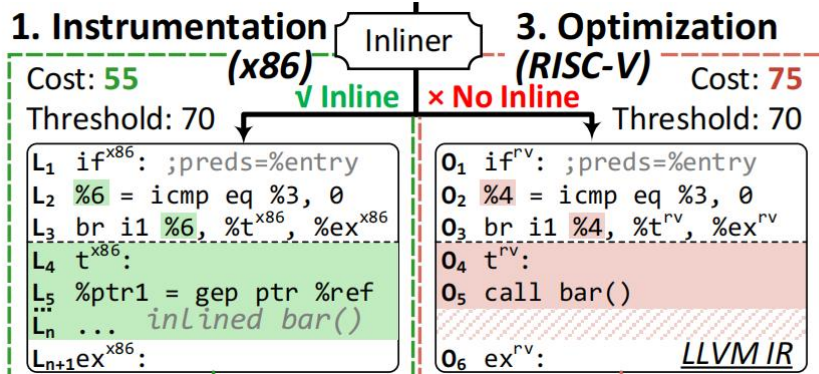 1. Instrumentation
(x86)
Inliner
3. Optimization
(RISC-V)
Cost: 55
Threshold: 70
√ Inline
× No Inline
Cost: 75
Threshold: 70
L₁ if^x86: ;preds=%entry
L₂ %6 = icmp eq %3, 0
L₃ br i1 %6, %t^x86, %ex^x86
L₄ t^x86:
L₅ %ptr1 = gep ptr %ref
...
Lₙ ... inlined bar()
Lₙ₊₁ ex^x86:
O₁ if^rv: ;preds=%entry
O₂ %4 = icmp eq %3, 0
O₃ br i1 %4, %t^rv, %ex^rv
O₄ t^rv:
O₅ call bar()
O₆ ex^rv:
LLVM IR